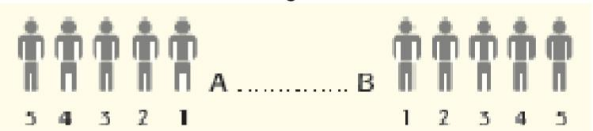 A .............. B
5 4 3 2 1 1 2 3 4 5